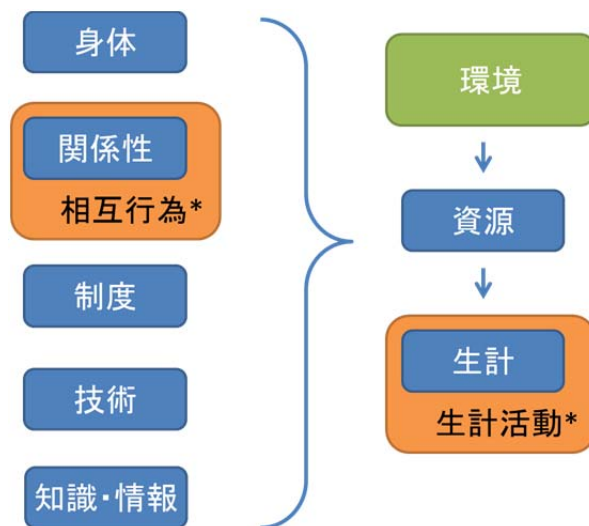 身体
関係性
相互行為*
制度
技術
知識・情報
環境
資源
生計
生計活動*